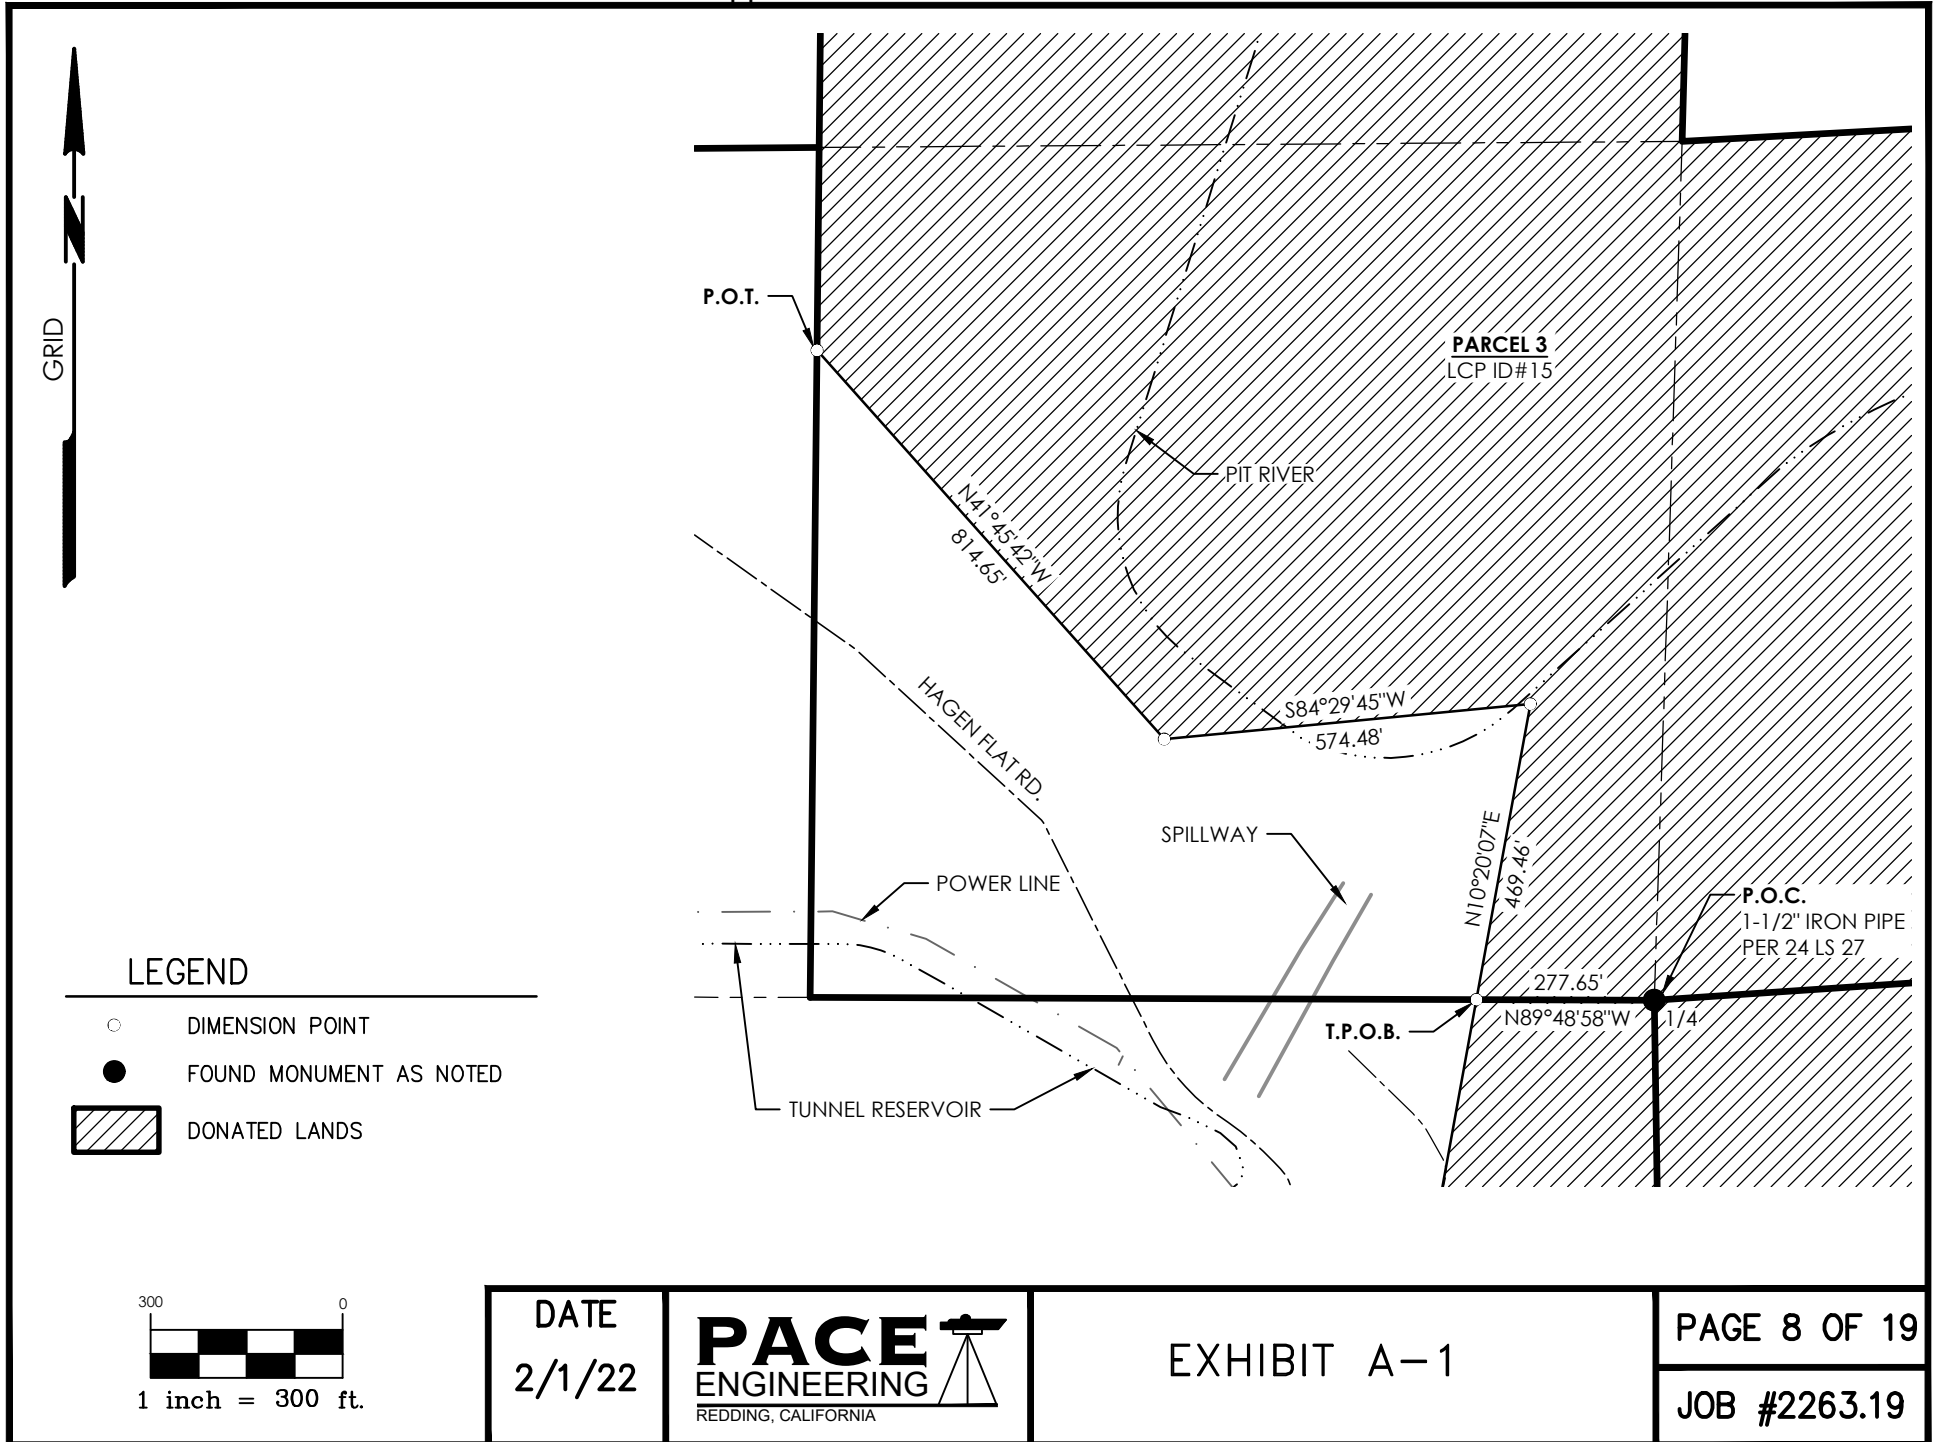 N
GRID
P.O.T.
PARCEL 3
LCP ID#15
PIT RIVER
N41°45'42"W
814.65'
HAGEN FLAT RD.
S84°29'45"W
574.48'
SPILLWAY
N10°20'07"E
469.46'
POWER LINE
P.O.C.
1-1/2" IRON PIPE
PER 24 LS 27
277.65'
N89°48'58"W
1/4
T.P.O.B.
TUNNEL RESERVOIR
LEGEND
DIMENSION POINT
FOUND MONUMENT AS NOTED
DONATED LANDS
300 0
1 inch = 300 ft.
DATE
2/1/22
PACE
ENGINEERING
REDDING, CALIFORNIA
EXHIBIT A-1
PAGE 8 OF 19
JOB #2263.19